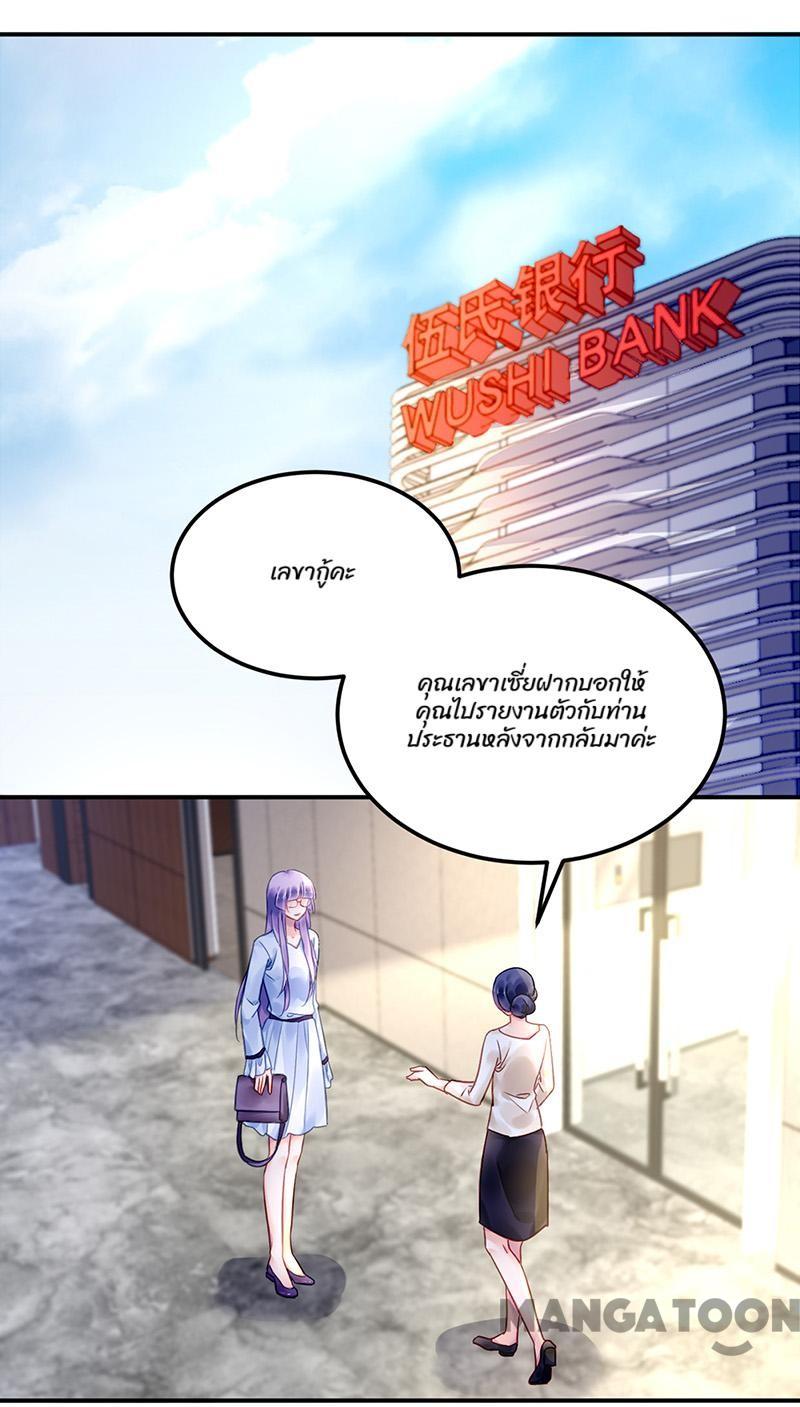 伍氏银行
WUSHI BANK
เลขากู้คะ
คุณเลขาเซี่ยฝากบอกให้
คุณไปรายงานตัวกับท่าน
ประธานหลังจากกลับมาค่ะ
MANGATOON